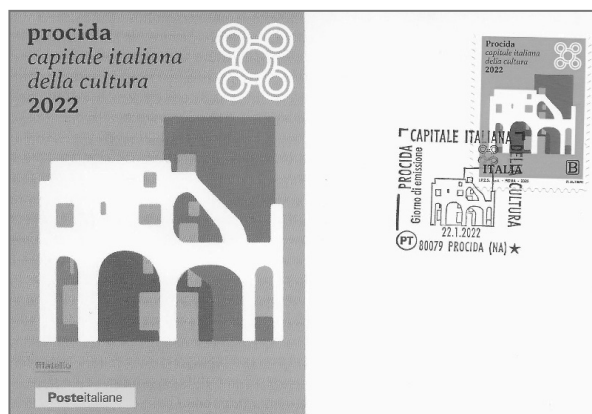 procida
capitale italiana
della cultura
2022
filatelia
Posteitaliane
Procida
capitale italiana
della cultura
2022
ITALIA
B
PROCIDA CAPITALE ITALIANA DELLA CULTURA
Giorno di emissione
22.1.2022
PT
80079 PROCIDA (NA)